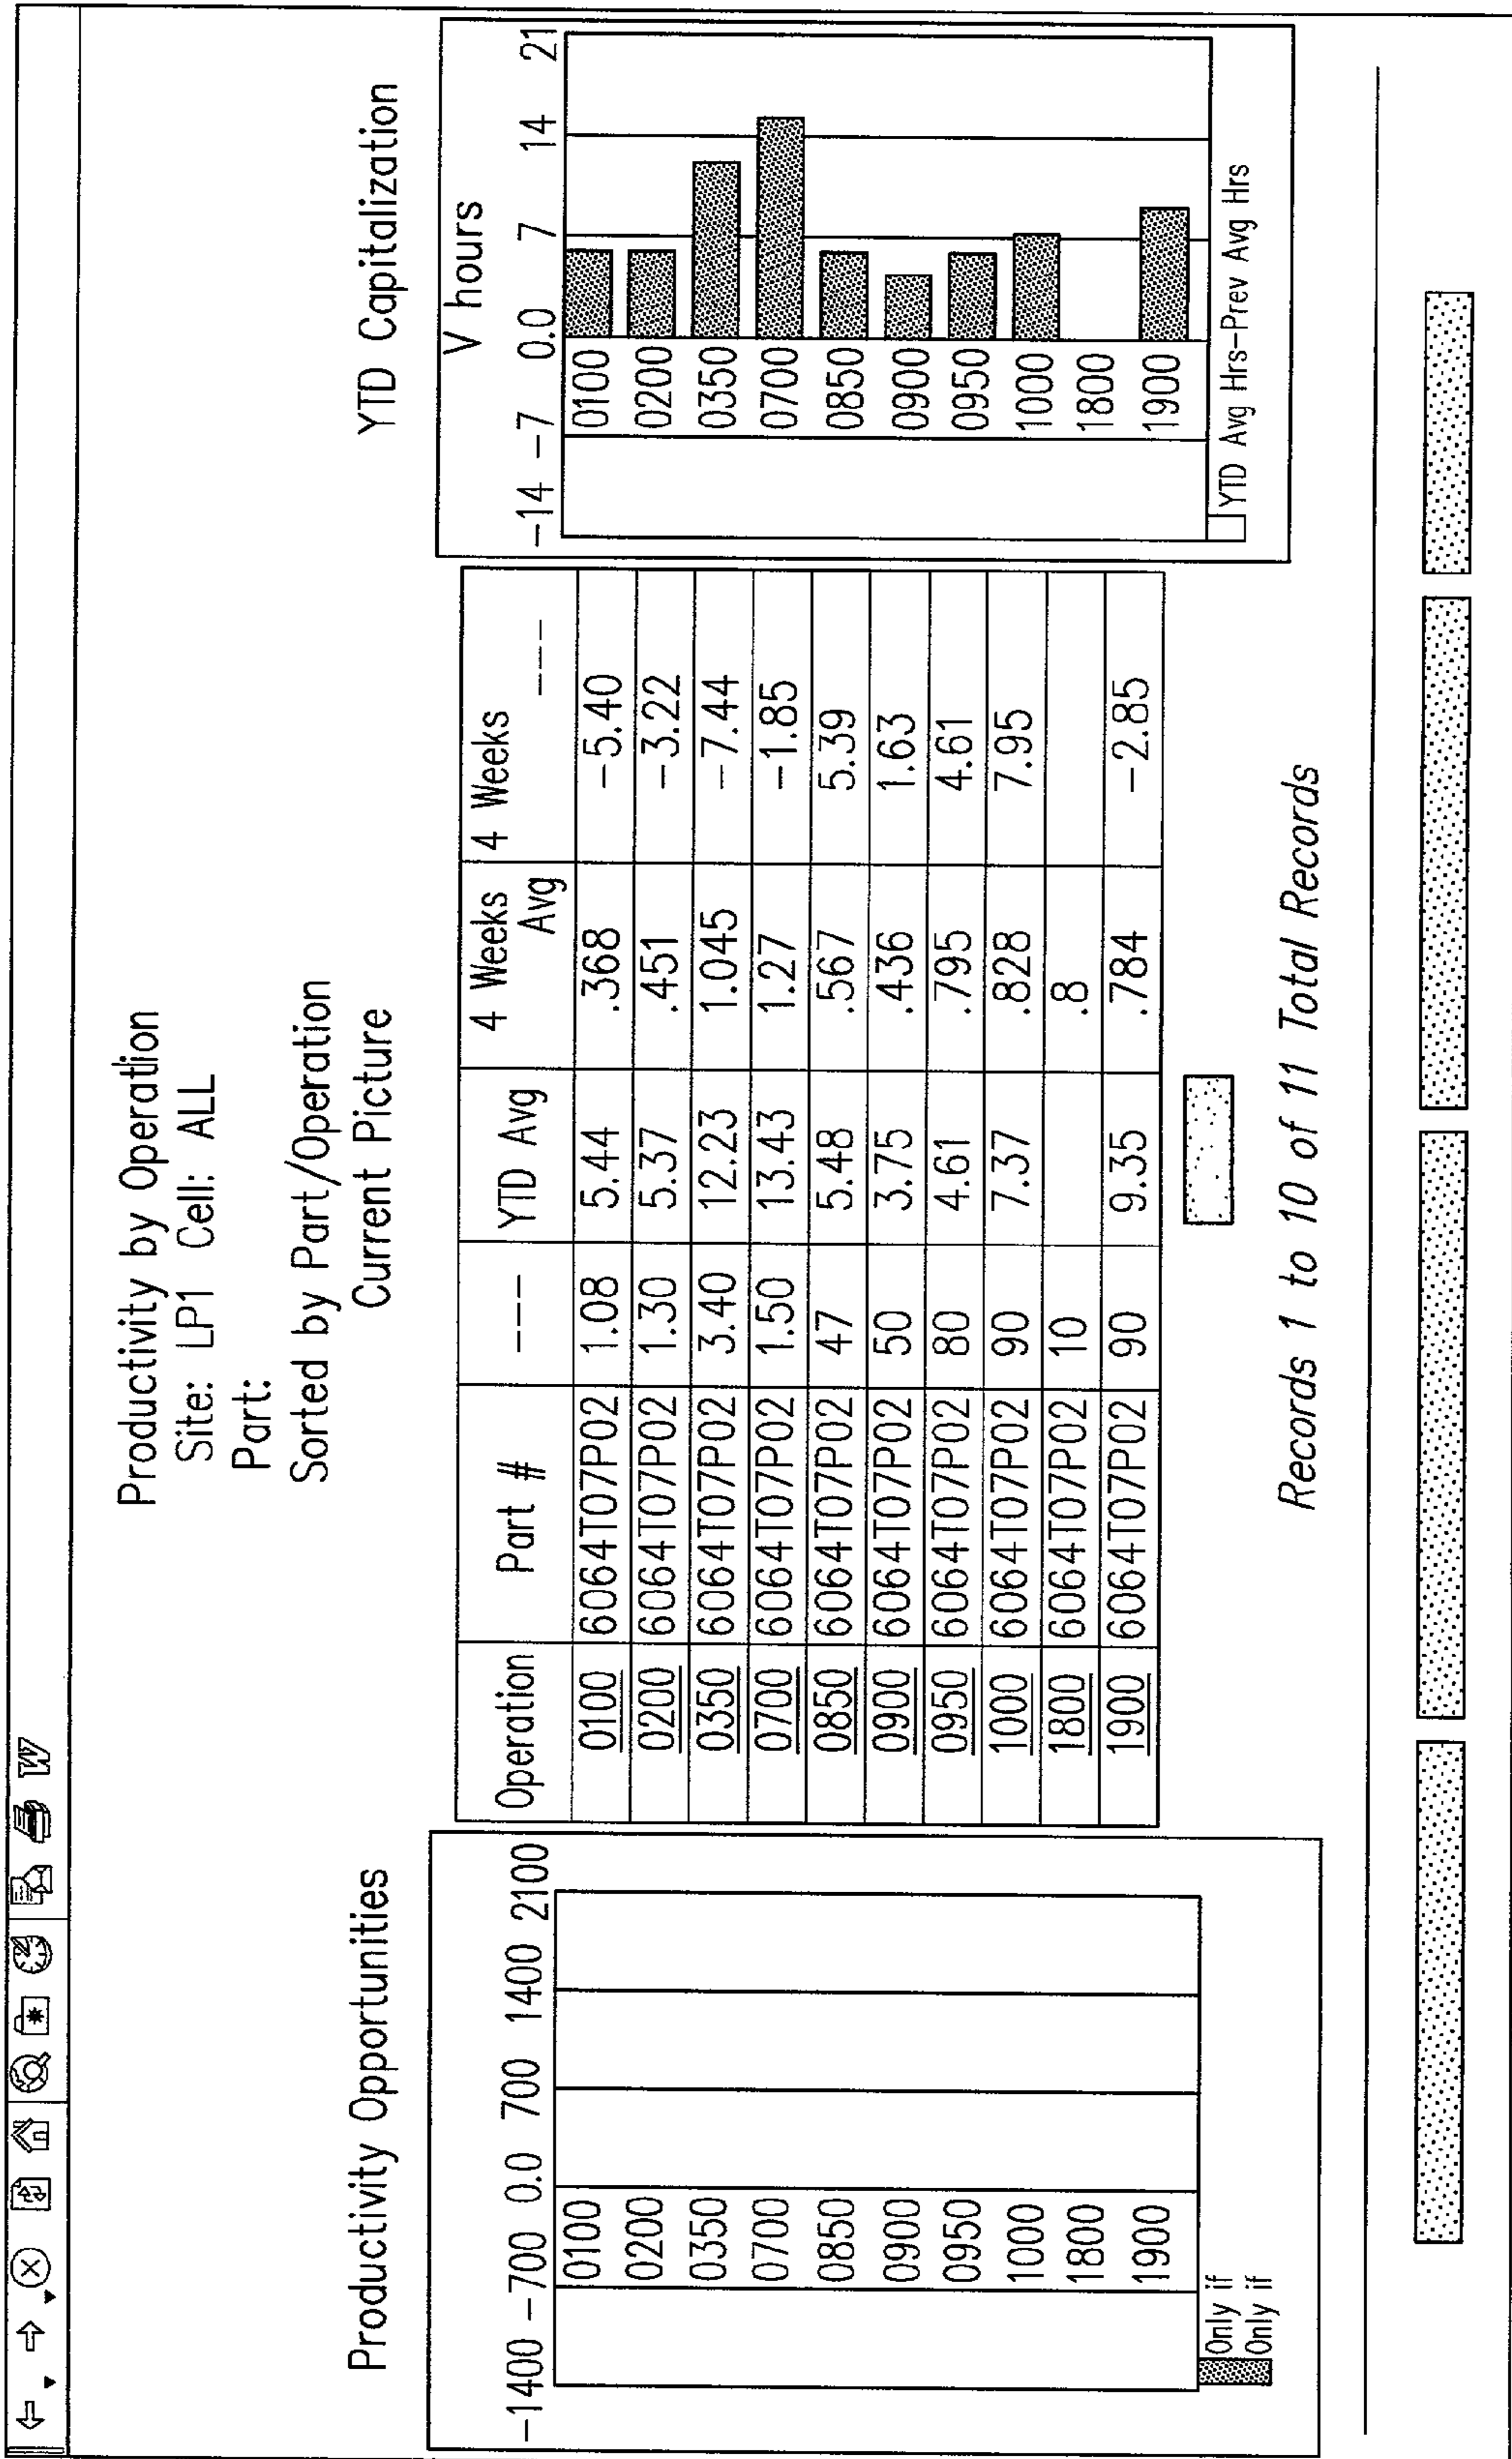 Productivity by Operation
Site: LP1 Cell: ALL
Part:
Sorted by Part/Operation
Current Picture
Productivity Opportunities
-1400 -700 0.0 700 1400 2100
0100
0200
0350
0700
0850
0900
0950
1000
1800
1900
Only if
Only if
Operation Part # --- YTD Avg 4 Weeks Avg 4 Weeks ---
0100 6064T07P02 1.08 5.44 .368 -5.40
0200 6064T07P02 1.30 5.37 .451 -3.22
0350 6064T07P02 3.40 12.23 1.045 -7.44
0700 6064T07P02 1.50 13.43 1.27 -1.85
0850 6064T07P02 47 5.48 .567 5.39
0900 6064T07P02 50 3.75 .436 1.63
0950 6064T07P02 80 4.61 .795 4.61
1000 6064T07P02 90 7.37 .828 7.95
1800 6064T07P02 10 .8
1900 6064T07P02 90 9.35 .784 -2.85
YTD Capitalization
V hours
-14 -7 0.0 7 14 21
0100
0200
0350
0700
0850
0900
0950
1000
1800
1900
YTD Avg Hrs-Prev Avg Hrs
Records 1 to 10 of 11 Total Records